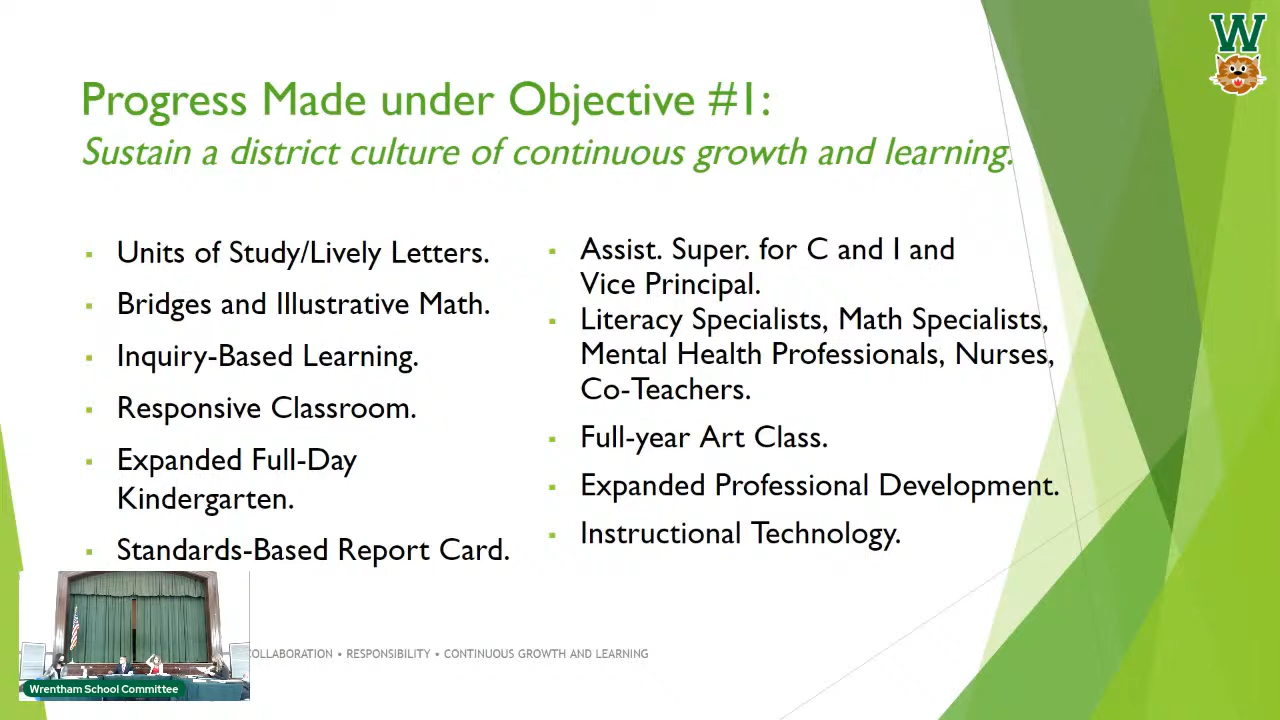 W
Progress Made under Objective #1:
Sustain a district culture of continuous growth and learning.
▪ Units of Study/Lively Letters.
▪ Bridges and Illustrative Math.
▪ Inquiry-Based Learning.
▪ Responsive Classroom.
▪ Expanded Full-Day
Kindergarten.
▪ Standards-Based Report Card.
▪ Assist. Super. for C and I and
Vice Principal.
▪ Literacy Specialists, Math Specialists,
Mental Health Professionals, Nurses,
Co-Teachers.
▪ Full-year Art Class.
▪ Expanded Professional Development.
▪ Instructional Technology.
OLLABORATION • RESPONSIBILITY • CONTINUOUS GROWTH AND LEARNING
Wrentham School Committee